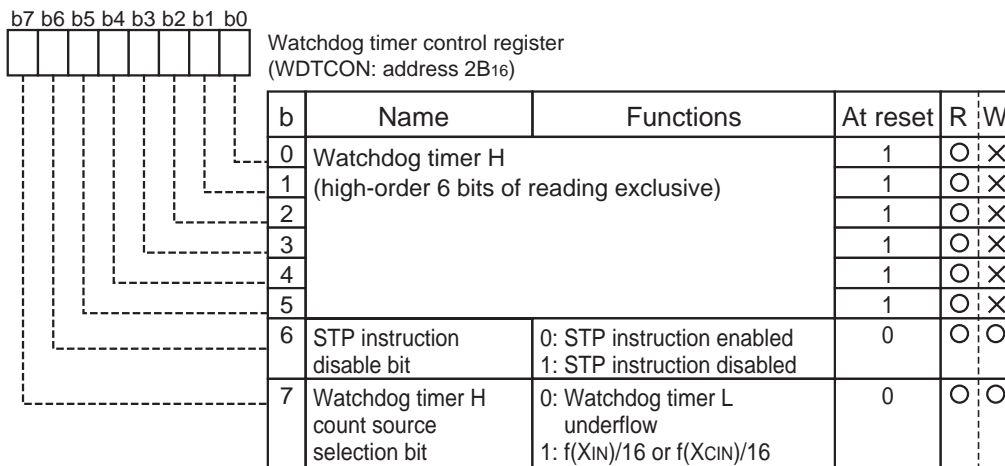 b7 b6 b5 b4 b3 b2 b1 b0
Watchdog timer control register
(WDTCON: address 2B16)
b Name Functions At reset R W
0 Watchdog timer H 1 O ×
1 (high-order 6 bits of reading exclusive) 1 O ×
2 1 O ×
3 1 O ×
4 1 O ×
5 1 O ×
6 STP instruction 0: STP instruction enabled 0 O O
disable bit 1: STP instruction disabled
7 Watchdog timer H 0: Watchdog timer L 0 O O
count source underflow
selection bit 1: f(XIN)/16 or f(XCIN)/16